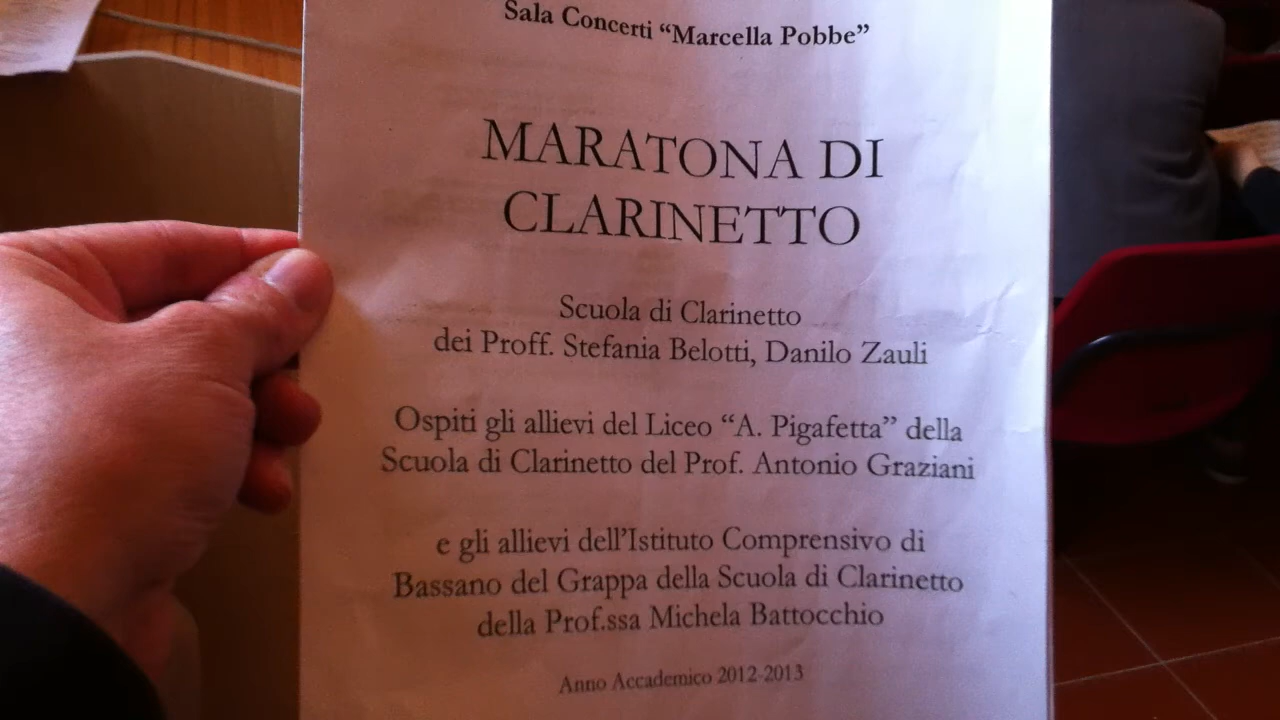 Sala Concerti “Marcella Pobbe”
MARATONA DI
CLARINETTO
Scuola di Clarinetto
dei Proff. Stefania Belotti, Danilo Zauli
Ospiti gli allievi del Liceo “A. Pigafetta” della
Scuola di Clarinetto del Prof. Antonio Graziani
e gli allievi dell’Istituto Comprensivo di
Bassano del Grappa della Scuola di Clarinetto
della Prof.ssa Michela Battocchio
Anno Accademico 2012-2013